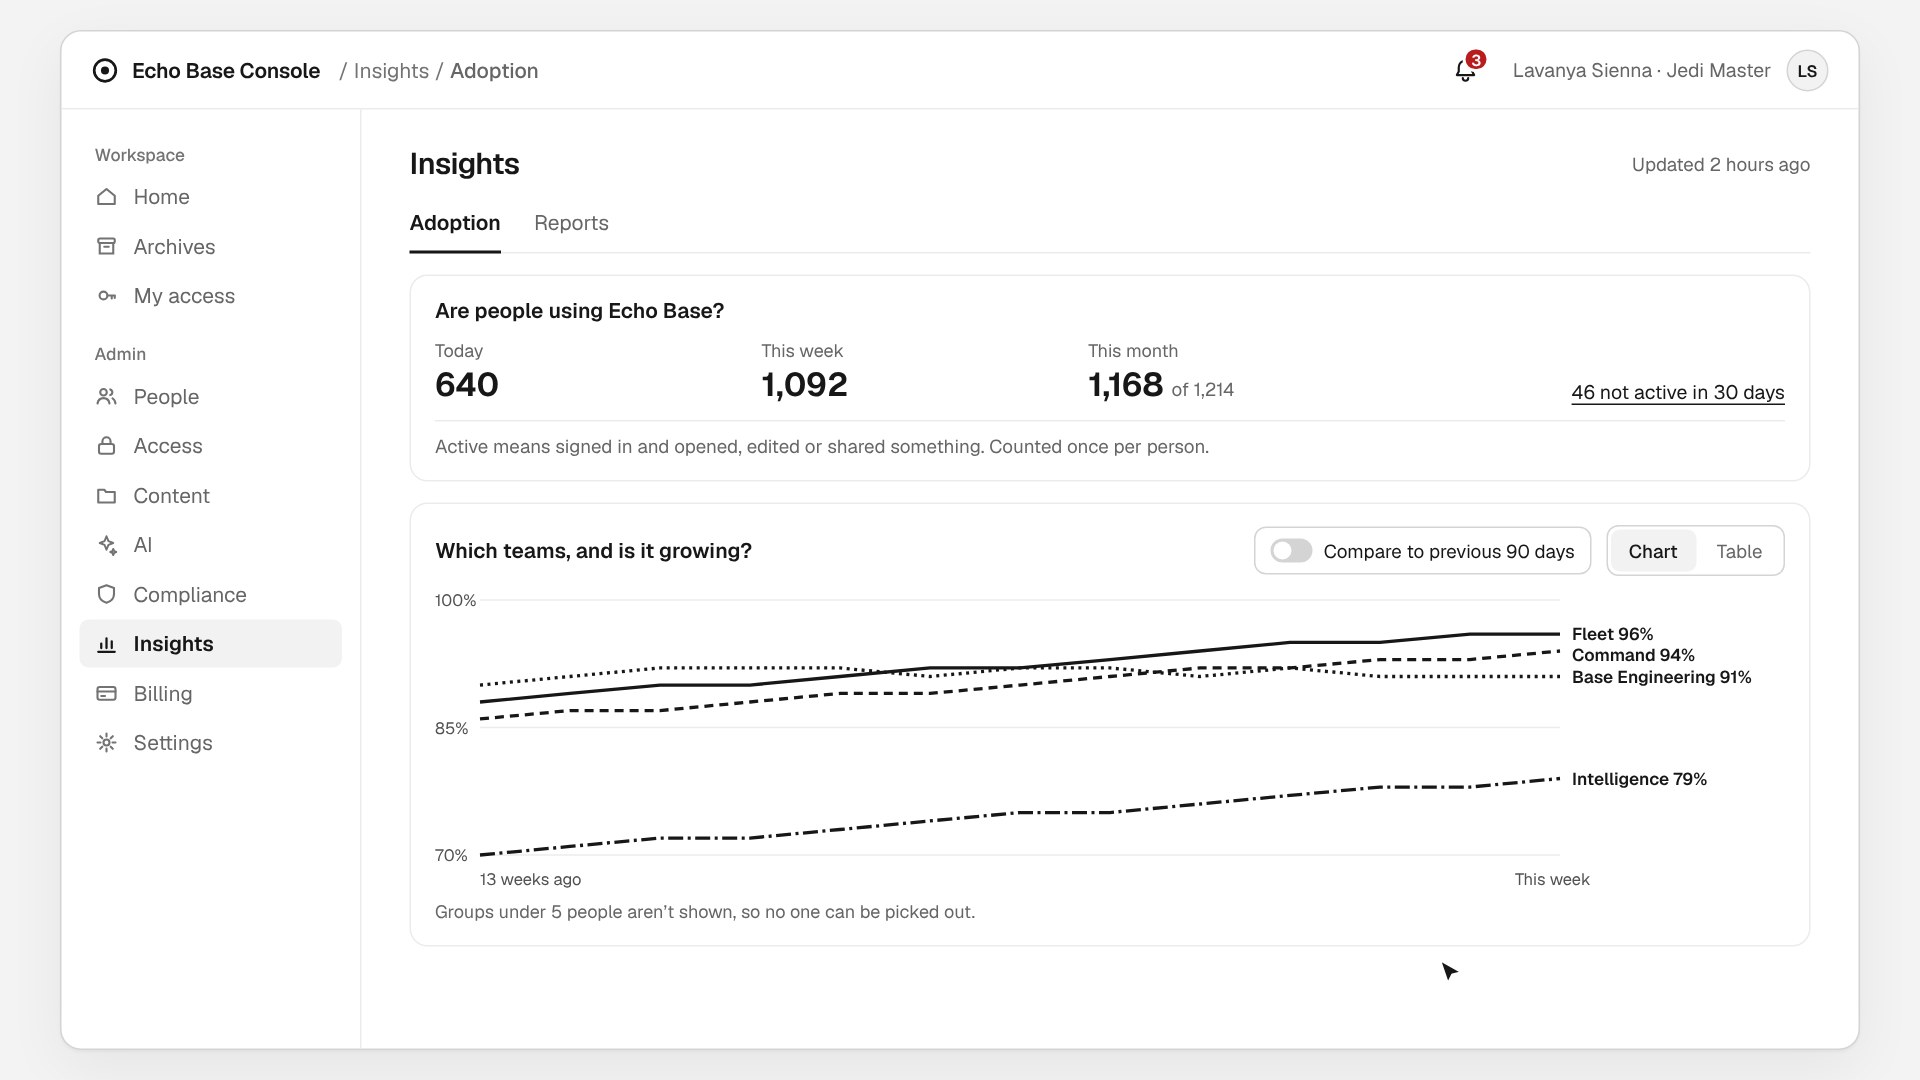 Echo Base Console / Insights / Adoption
3
Lavanya Sienna · Jedi Master
LS
Workspace
Home
Archives
My access
Admin
People
Access
Content
AI
Compliance
Insights
Billing
Settings
Insights
Updated 2 hours ago
Adoption
Reports
Are people using Echo Base?
Today
640
This week
1,092
This month
1,168 of 1,214
46 not active in 30 days
Active means signed in and opened, edited or shared something. Counted once per person.
Which teams, and is it growing?
Compare to previous 90 days
Chart
Table
100%
85%
70%
Fleet 96%
Command 94%
Base Engineering 91%
Intelligence 79%
13 weeks ago
This week
Groups under 5 people aren’t shown, so no one can be picked out.